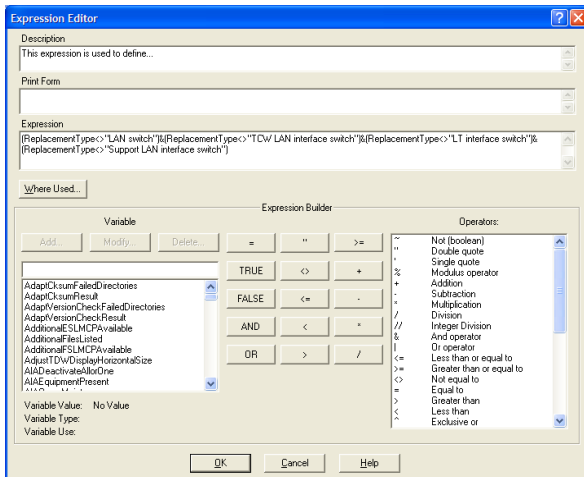 Expression Editor
Description
This expression is used to define...
Print Form
Expression
(ReplacementType<>"LAN switch")&(ReplacementType<>"TCW LAN interface switch")&(ReplacementType<>"LT interface switch")&
(ReplacementType<>"Support LAN interface switch")
Where Used...
Expression Builder
Variable
Operators:
Add... Modify... Delete... = " >=
TRUE <> +
FALSE <= -
AND < *
OR > /
AdaptCksumFailedDirectories
AdaptCksumResult
AdaptVersionCheckFailedDirectories
AdaptVersionCheckResult
AdditionalESLMCPAvailable
AdditionalFilesListed
AdditionalFSLMCPAvailable
AdjustTDWDisplayHorizontalSize
AIADeactivateAllorOne
AIAEquipmentPresent
~ Not (boolean)
" Double quote
' Single quote
% Modulus operator
+ Addition
- Subtraction
* Multiplication
/ Division
// Integer Division
& And operator
| Or operator
<= Less than or equal to
>= Greater than or equal to
<> Not equal to
= Equal to
> Greater than
< Less than
^ Exclusive or
Variable Value: No Value
Variable Type:
Variable Use:
OK Cancel Help